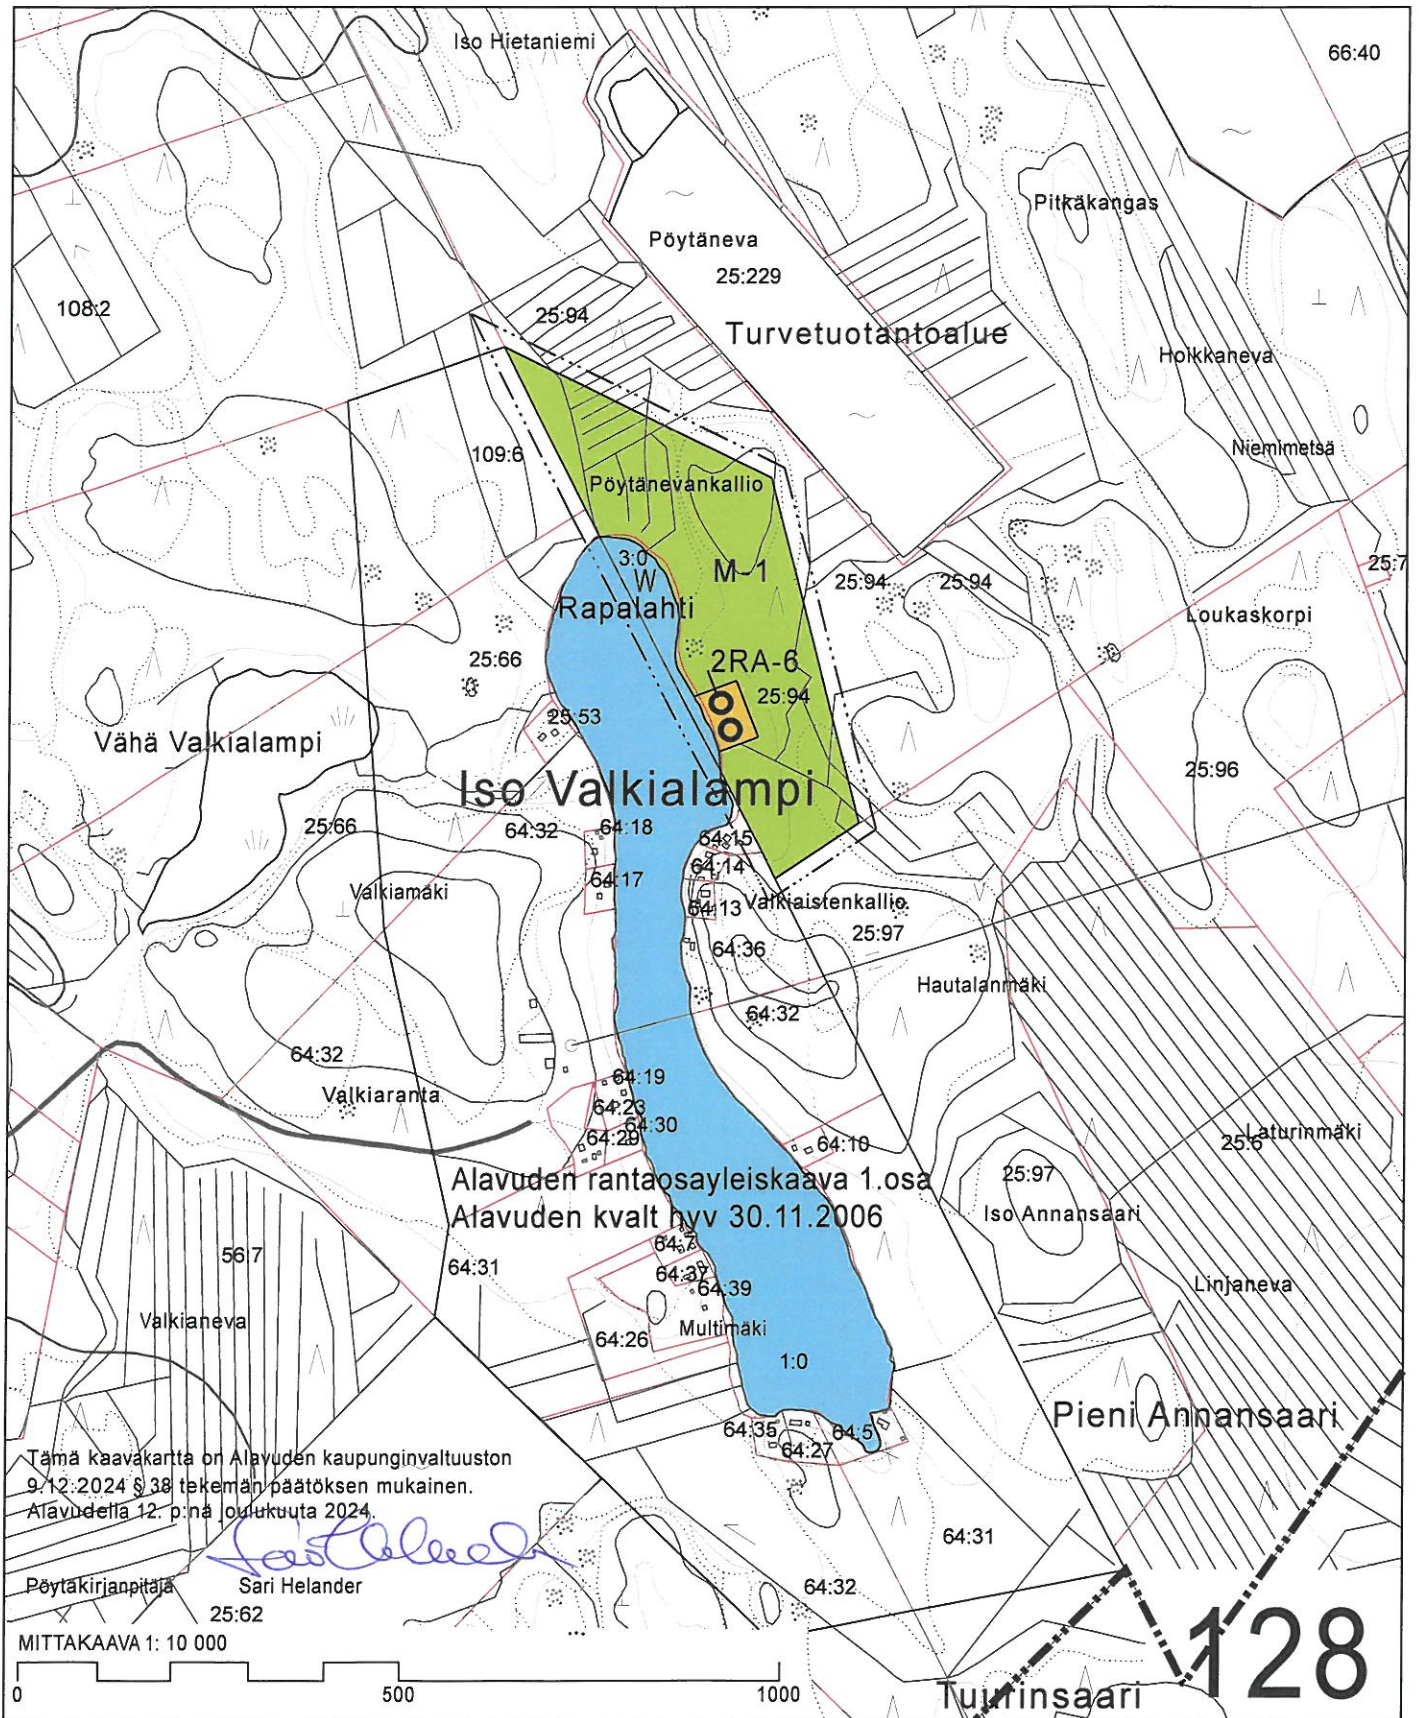 Iso Hietaniemi
66:40
Pitkäkangas
Pöytäneva
25:229
108:2
25:94
Turvetuotantoalue
Hoikkaneva
109:6
Niemimetsä
Pöytänevankallio
3:0
W
M-1
25:94
25:94
25:7
Rapalahti
Loukaskorpi
25:66
2RA-6
25:94
25:53
Vähä Valkialampi
25:96
Iso Valkialampi
25:66
64:32
64:18
64:15
64:14
64:17
Valkiamäki
64:13
Valkiaistenkallio
25:97
64:36
Hautalanmäki
64:32
64:32
64:19
Valkiaranta
64:23
64:30
64:29
64:10
25:6
Laturinmäki
Alavuden rantaosayleiskaava 1.osa
25:97
Alavuden kvalt hyv 30.11.2006
Iso Annansaari
64:7
56:7
64:31
64:37
64:39
Linjaneva
Valkianeva
Multimäki
64:26
1:0
Pieni Annansaari
64:35
64:5
64:27
Tämä kaavakartta on Alavuden kaupunginvaltuuston
9.12.2024 § 38 tekemän päätöksen mukainen.
Alavudella 12. p:nä joulukuuta 2024.
64:31
Pöytäkirjanpitäjä Sari Helander
64:32
25:62
128
MITTAKAAVA 1: 10 000
0 500 1000
Tuurinsaari